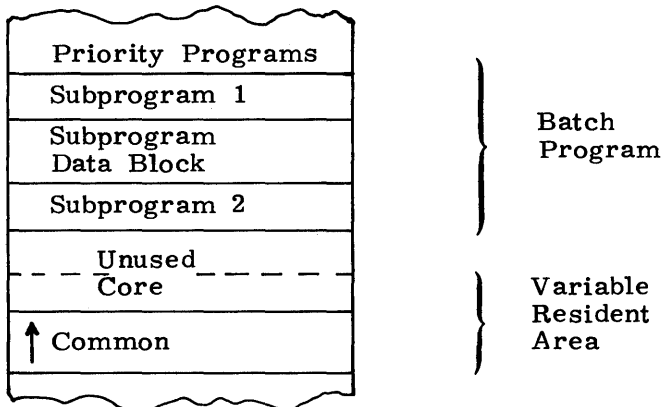 Priority Programs
Subprogram 1
Subprogram
Data Block
Subprogram 2
Unused
Core
Common
Batch
Program
Variable
Resident
Area